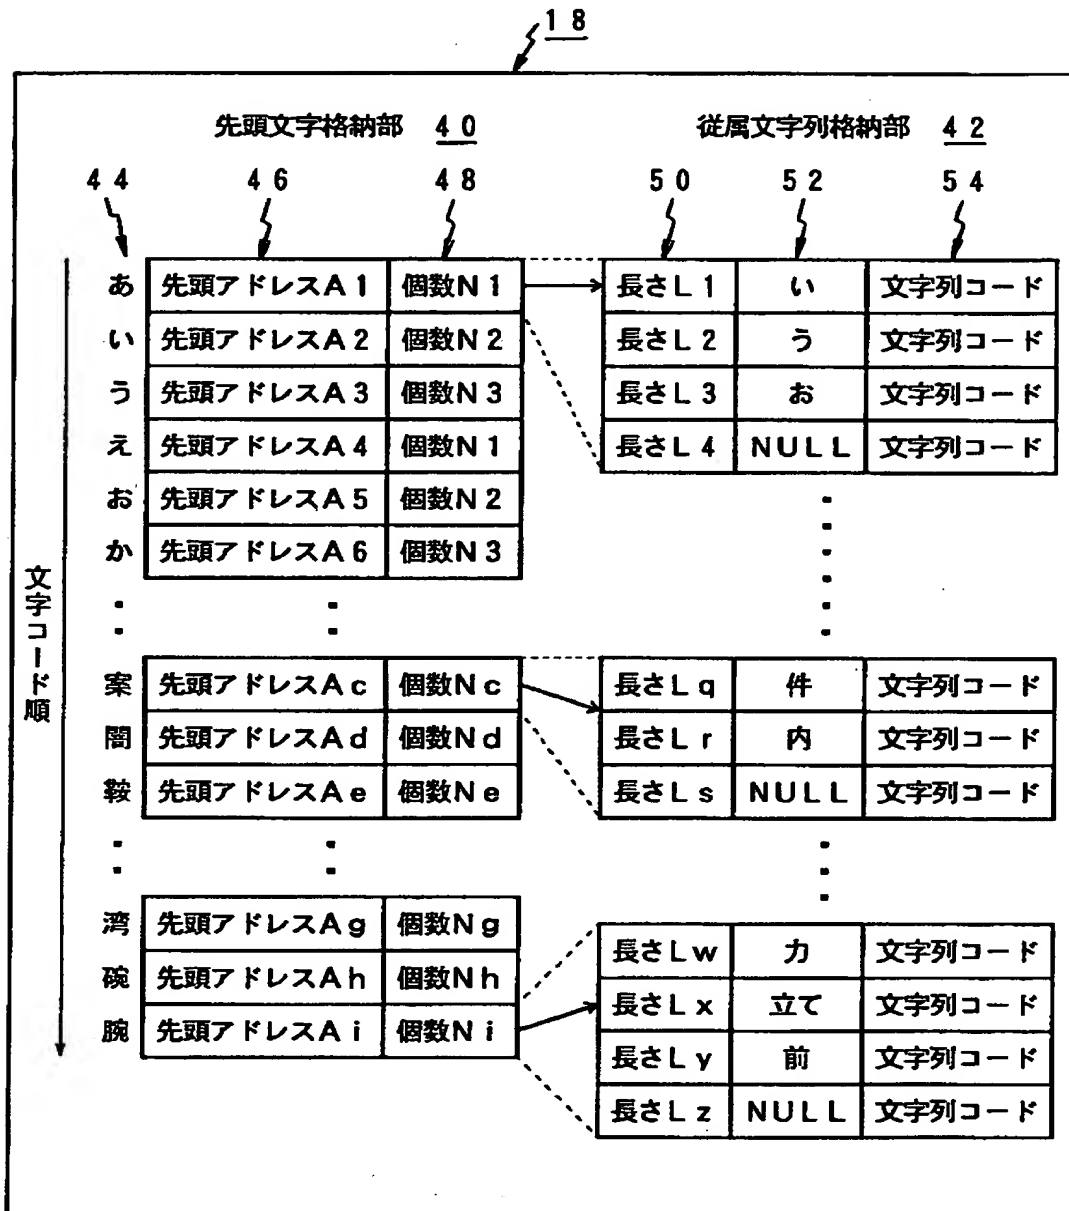 18
先頭文字格納部 40 従属文字列格納部 42
44 46 48 50 52 54
あ 先頭アドレスA1 個数N1 長さL1 い 文字列コード
い 先頭アドレスA2 個数N2 長さL2 う 文字列コード
う 先頭アドレスA3 個数N3 長さL3 お 文字列コード
え 先頭アドレスA4 個数N1 長さL4 NULL 文字列コード
お 先頭アドレスA5 個数N2
か 先頭アドレスA6 個数N3
文字コード順
案 先頭アドレスAc 個数Nc 長さLq 件 文字列コード
闇 先頭アドレスAd 個数Nd 長さLr 内 文字列コード
鞍 先頭アドレスAe 個数Ne 長さLs NULL 文字列コード
湾 先頭アドレスAg 個数Ng 長さLw 力 文字列コード
碗 先頭アドレスAh 個数Nh 長さLx 立て 文字列コード
腕 先頭アドレスAi 個数Ni 長さLy 前 文字列コード
長さLz NULL 文字列コード